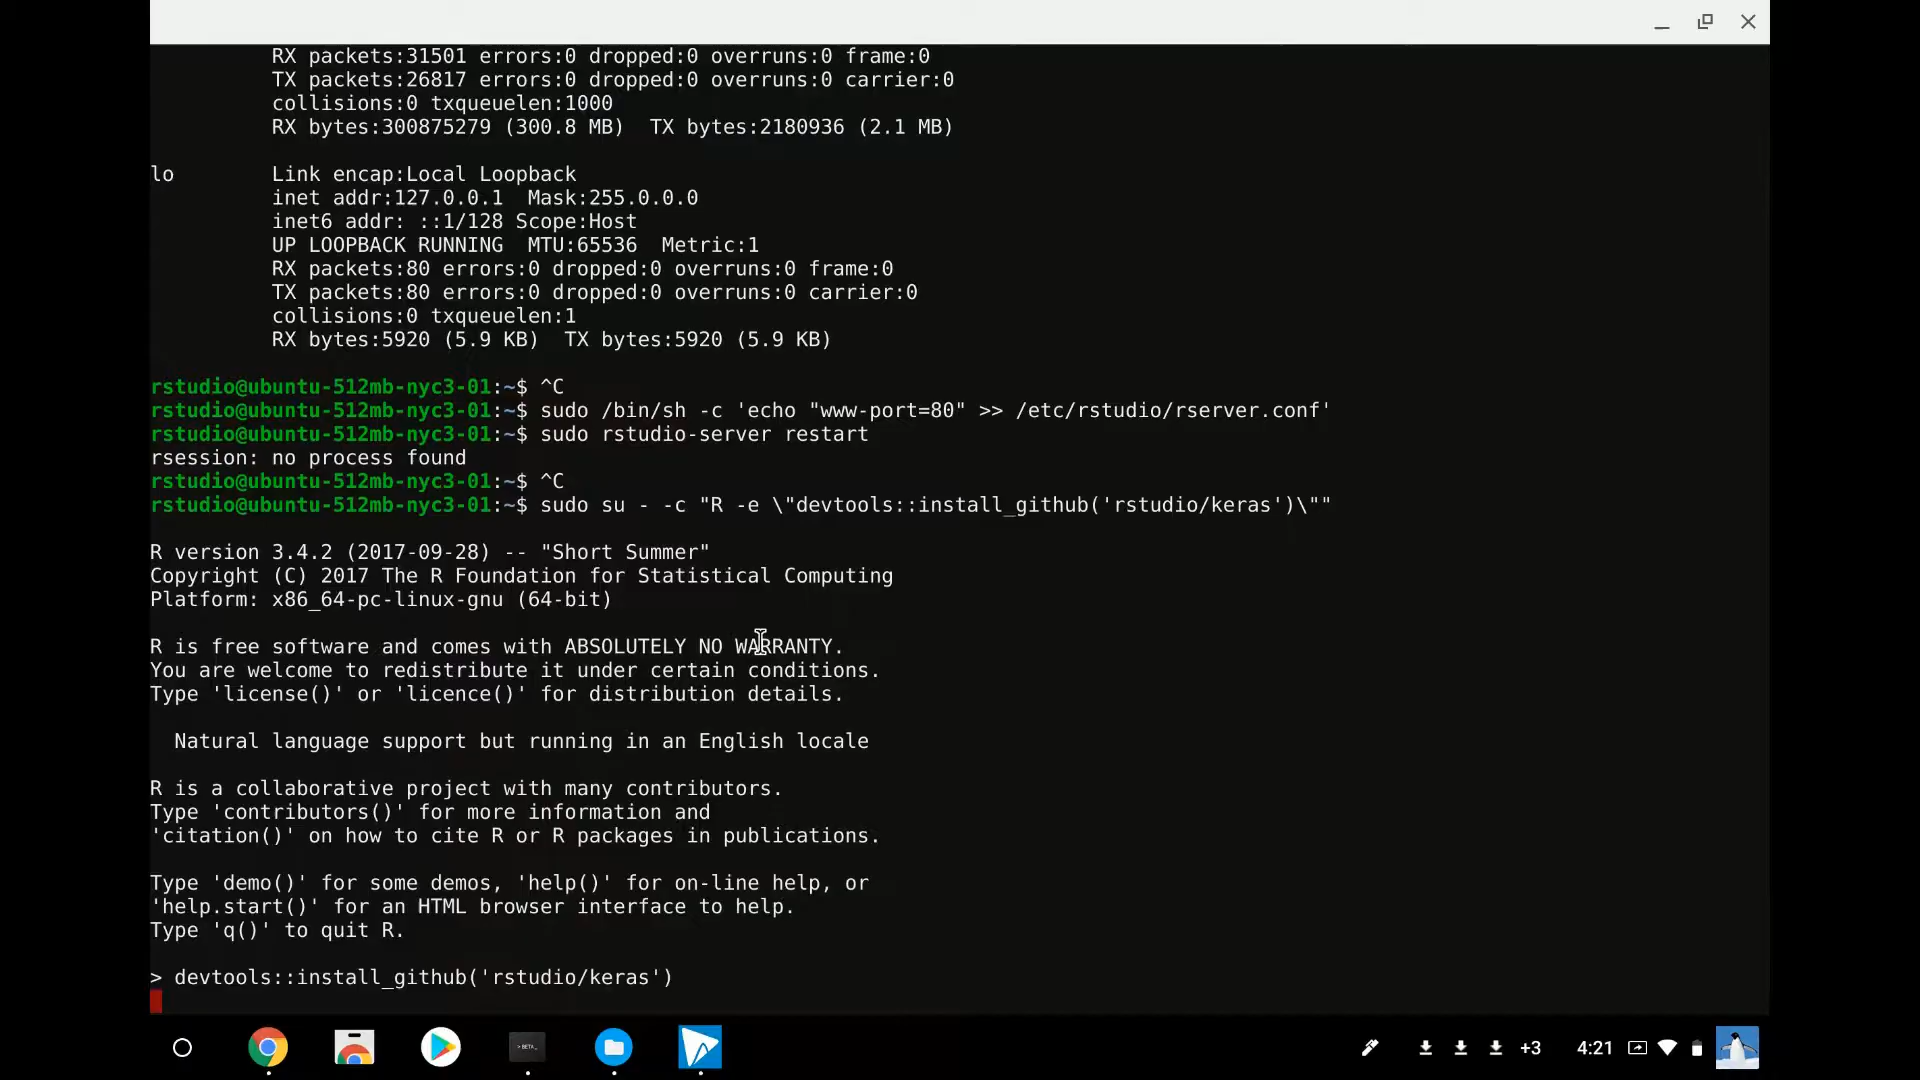 RX packets:31501 errors:0 dropped:0 overruns:0 frame:0
TX packets:26817 errors:0 dropped:0 overruns:0 carrier:0
collisions:0 txqueuelen:1000
RX bytes:300875279 (300.8 MB)  TX bytes:2180936 (2.1 MB)
lo        Link encap:Local Loopback
inet addr:127.0.0.1  Mask:255.0.0.0
inet6 addr: ::1/128 Scope:Host
UP LOOPBACK RUNNING  MTU:65536  Metric:1
RX packets:80 errors:0 dropped:0 overruns:0 frame:0
TX packets:80 errors:0 dropped:0 overruns:0 carrier:0
collisions:0 txqueuelen:1
RX bytes:5920 (5.9 KB)  TX bytes:5920 (5.9 KB)
rstudio@ubuntu-512mb-nyc3-01:~$ ^C
rstudio@ubuntu-512mb-nyc3-01:~$ sudo /bin/sh -c 'echo "www-port=80" >> /etc/rstudio/rserver.conf'
rstudio@ubuntu-512mb-nyc3-01:~$ sudo rstudio-server restart
rsession: no process found
rstudio@ubuntu-512mb-nyc3-01:~$ ^C
rstudio@ubuntu-512mb-nyc3-01:~$ sudo su - -c "R -e \"devtools::install_github('rstudio/keras')\""
R version 3.4.2 (2017-09-28) -- "Short Summer"
Copyright (C) 2017 The R Foundation for Statistical Computing
Platform: x86_64-pc-linux-gnu (64-bit)
R is free software and comes with ABSOLUTELY NO WARRANTY.
You are welcome to redistribute it under certain conditions.
Type 'license()' or 'licence()' for distribution details.
Natural language support but running in an English locale
R is a collaborative project with many contributors.
Type 'contributors()' for more information and
'citation()' on how to cite R or R packages in publications.
Type 'demo()' for some demos, 'help()' for on-line help, or
'help.start()' for an HTML browser interface to help.
Type 'q()' to quit R.
> devtools::install_github('rstudio/keras')
>BETA_
+3 4:21